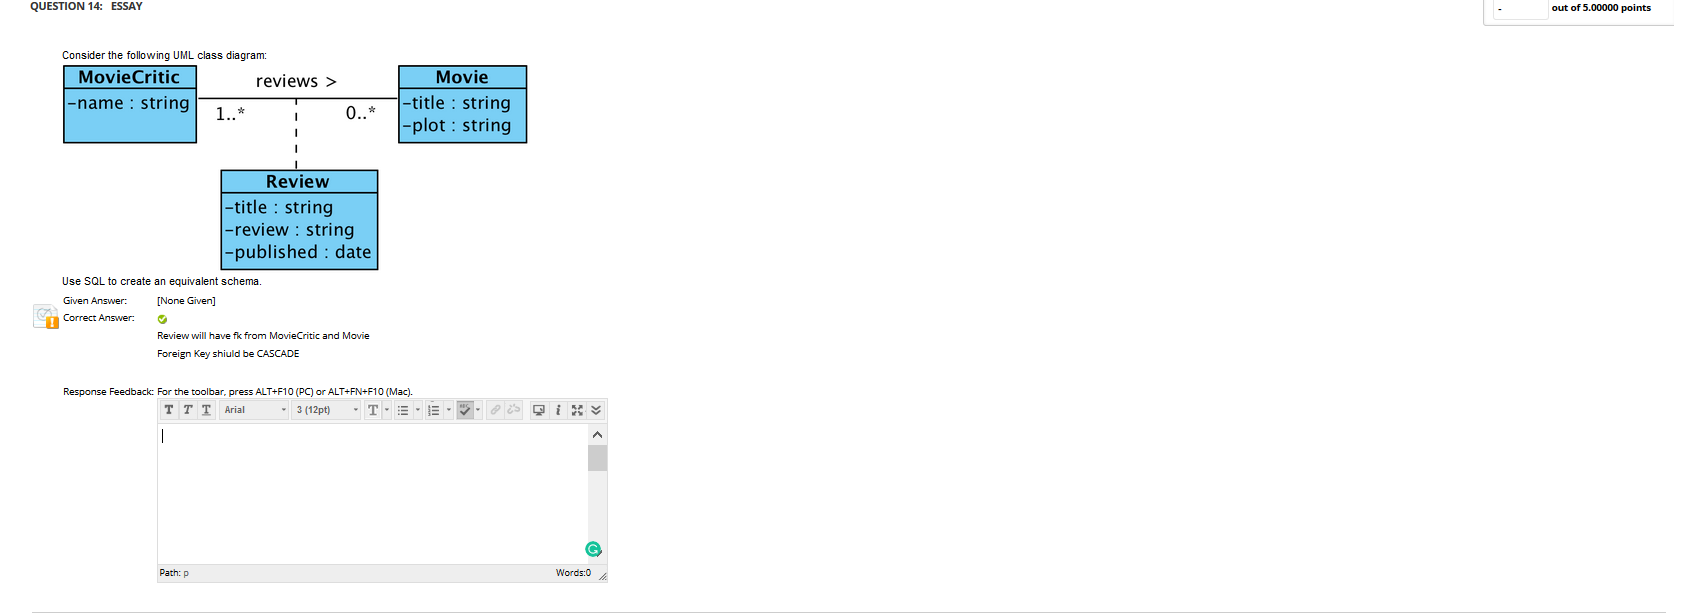 QUESTION 14: ESSAY
- out of 5.00000 points
Consider the following UML class diagram:
MovieCritic
-name : string
reviews >
1..*
0..*
Movie
-title : string
-plot : string
Review
-title : string
-review : string
-published : date
Use SQL to create an equivalent schema.
Given Answer: [None Given]
Correct Answer:
Review will have fk from MovieCritic and Movie
Foreign Key shiuld be CASCADE
Response Feedback: For the toolbar, press ALT+F10 (PC) or ALT+FN+F10 (Mac).
T T T Arial 3 (12pt) T
Path: p Words:0